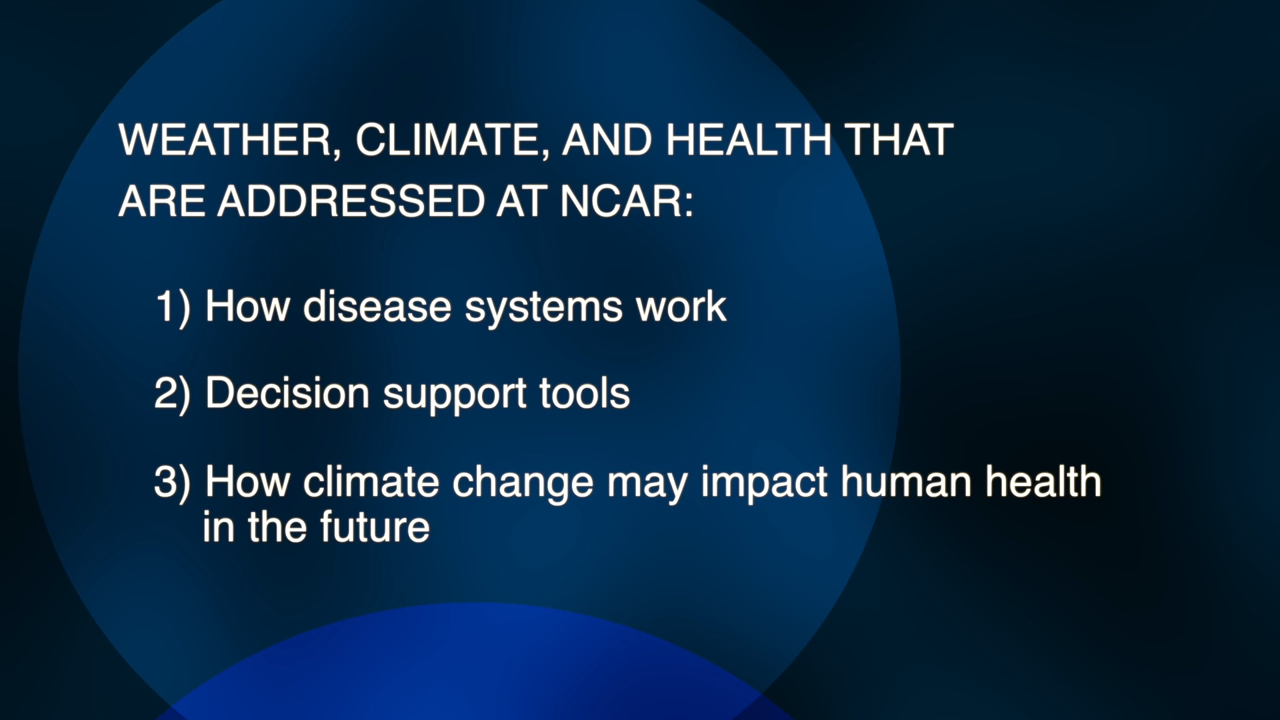 WEATHER, CLIMATE, AND HEALTH THAT
ARE ADDRESSED AT NCAR:
1) How disease systems work
2) Decision support tools
3) How climate change may impact human health
in the future